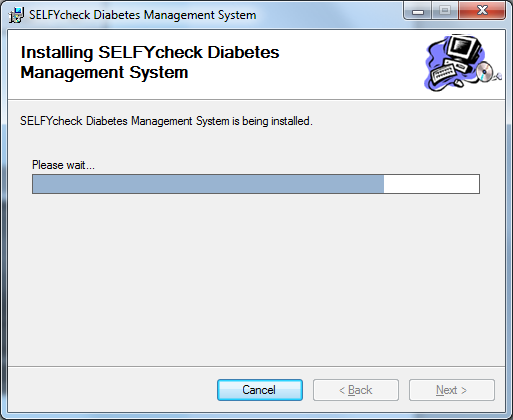 SELFYcheck Diabetes Management System
Installing SELFYcheck Diabetes
Management System
SELFYcheck Diabetes Management System is being installed.
Please wait...
Cancel
< Back
Next >